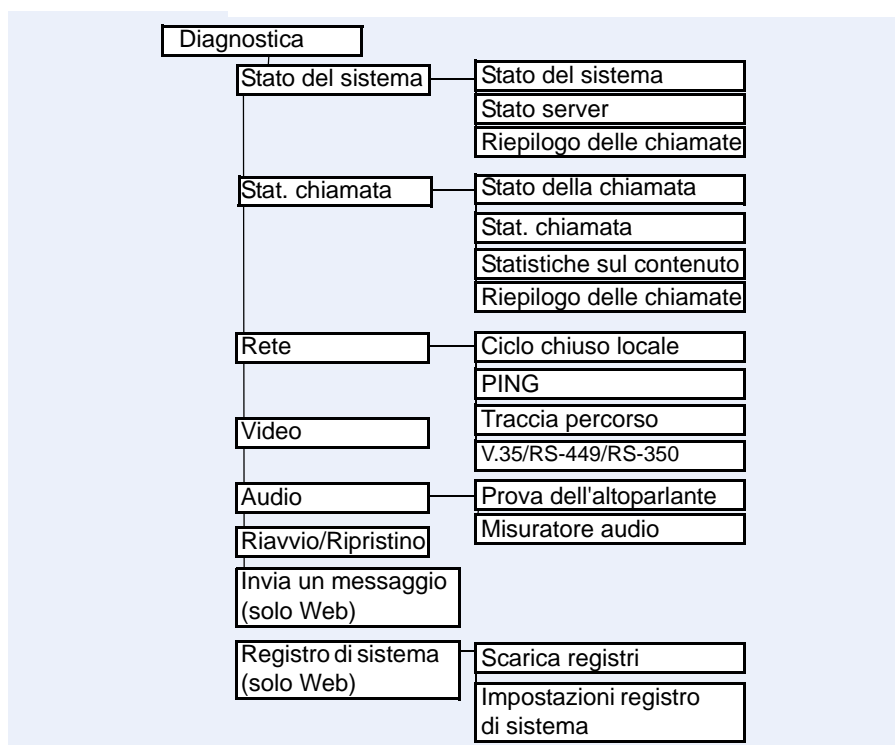 Diagnostica
Stato del sistema
Stato del sistema
Stato server
Riepilogo delle chiamate
Stat. chiamata
Stato della chiamata
Stat. chiamata
Statistiche sul contenuto
Riepilogo delle chiamate
Rete
Ciclo chiuso locale
PING
Traccia percorso
V.35/RS-449/RS-350
Video
Audio
Prova dell'altoparlante
Misuratore audio
Riavvio/Ripristino
Invia un messaggio
(solo Web)
Registro di sistema
(solo Web)
Scarica registri
Impostazioni registro
di sistema